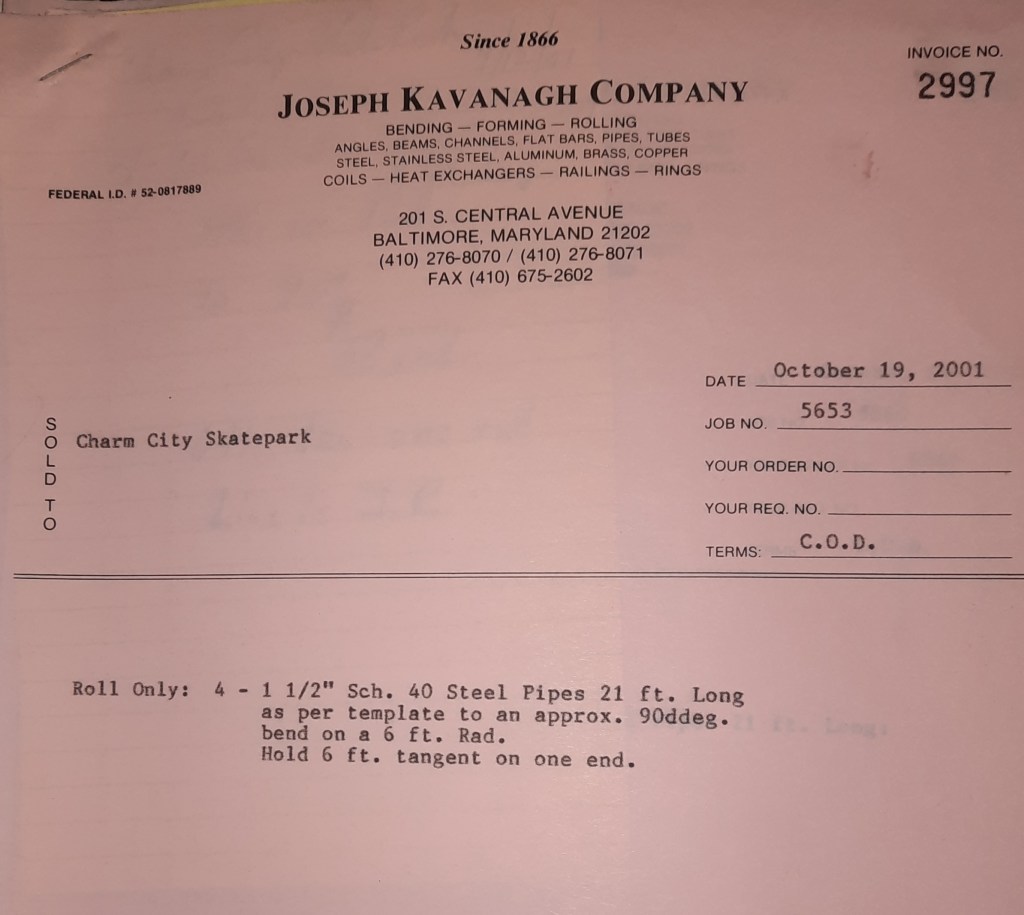 Since 1866
INVOICE NO.
2997
JOSEPH KAVANAGH COMPANY
BENDING — FORMING — ROLLING
ANGLES, BEAMS, CHANNELS, FLAT BARS, PIPES, TUBES
STEEL, STAINLESS STEEL, ALUMINUM, BRASS, COPPER
COILS — HEAT EXCHANGERS — RAILINGS — RINGS
FEDERAL I.D. # 52-0817889
201 S. CENTRAL AVENUE
BALTIMORE, MARYLAND 21202
(410) 276-8070 / (410) 276-8071
FAX (410) 675-2602
DATE October 19, 2001
JOB NO. 5653
SOLD TO Charm City Skatepark
YOUR ORDER NO.
YOUR REQ. NO.
TERMS: C.O.D.
Roll Only: 4 - 1 1/2" Sch. 40 Steel Pipes 21 ft. Long
as per template to an approx. 90ddeg.
bend on a 6 ft. Rad.
Hold 6 ft. tangent on one end.